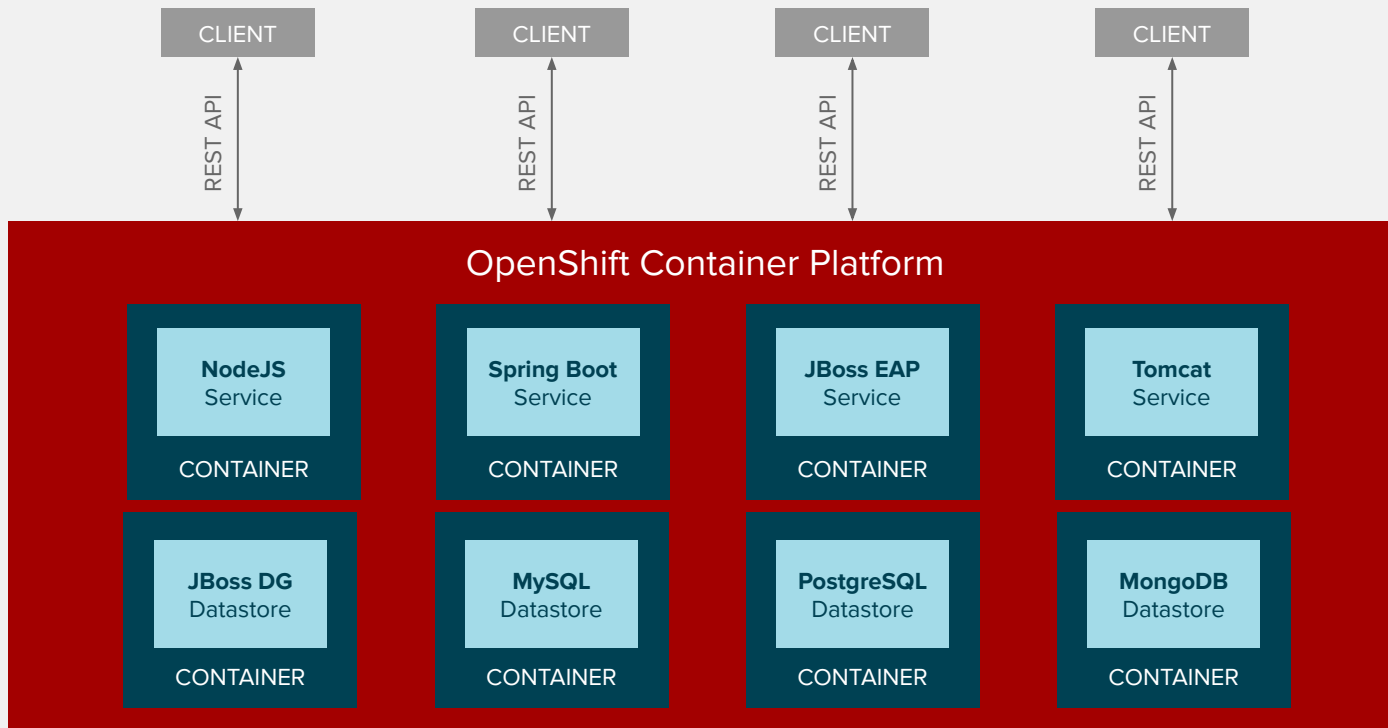 CLIENT
CLIENT
CLIENT
CLIENT
REST API
REST API
REST API
REST API
OpenShift Container Platform
NodeJS
Service
CONTAINER
Spring Boot
Service
CONTAINER
JBoss EAP
Service
CONTAINER
Tomcat
Service
CONTAINER
JBoss DG
Datastore
CONTAINER
MySQL
Datastore
CONTAINER
PostgreSQL
Datastore
CONTAINER
MongoDB
Datastore
CONTAINER